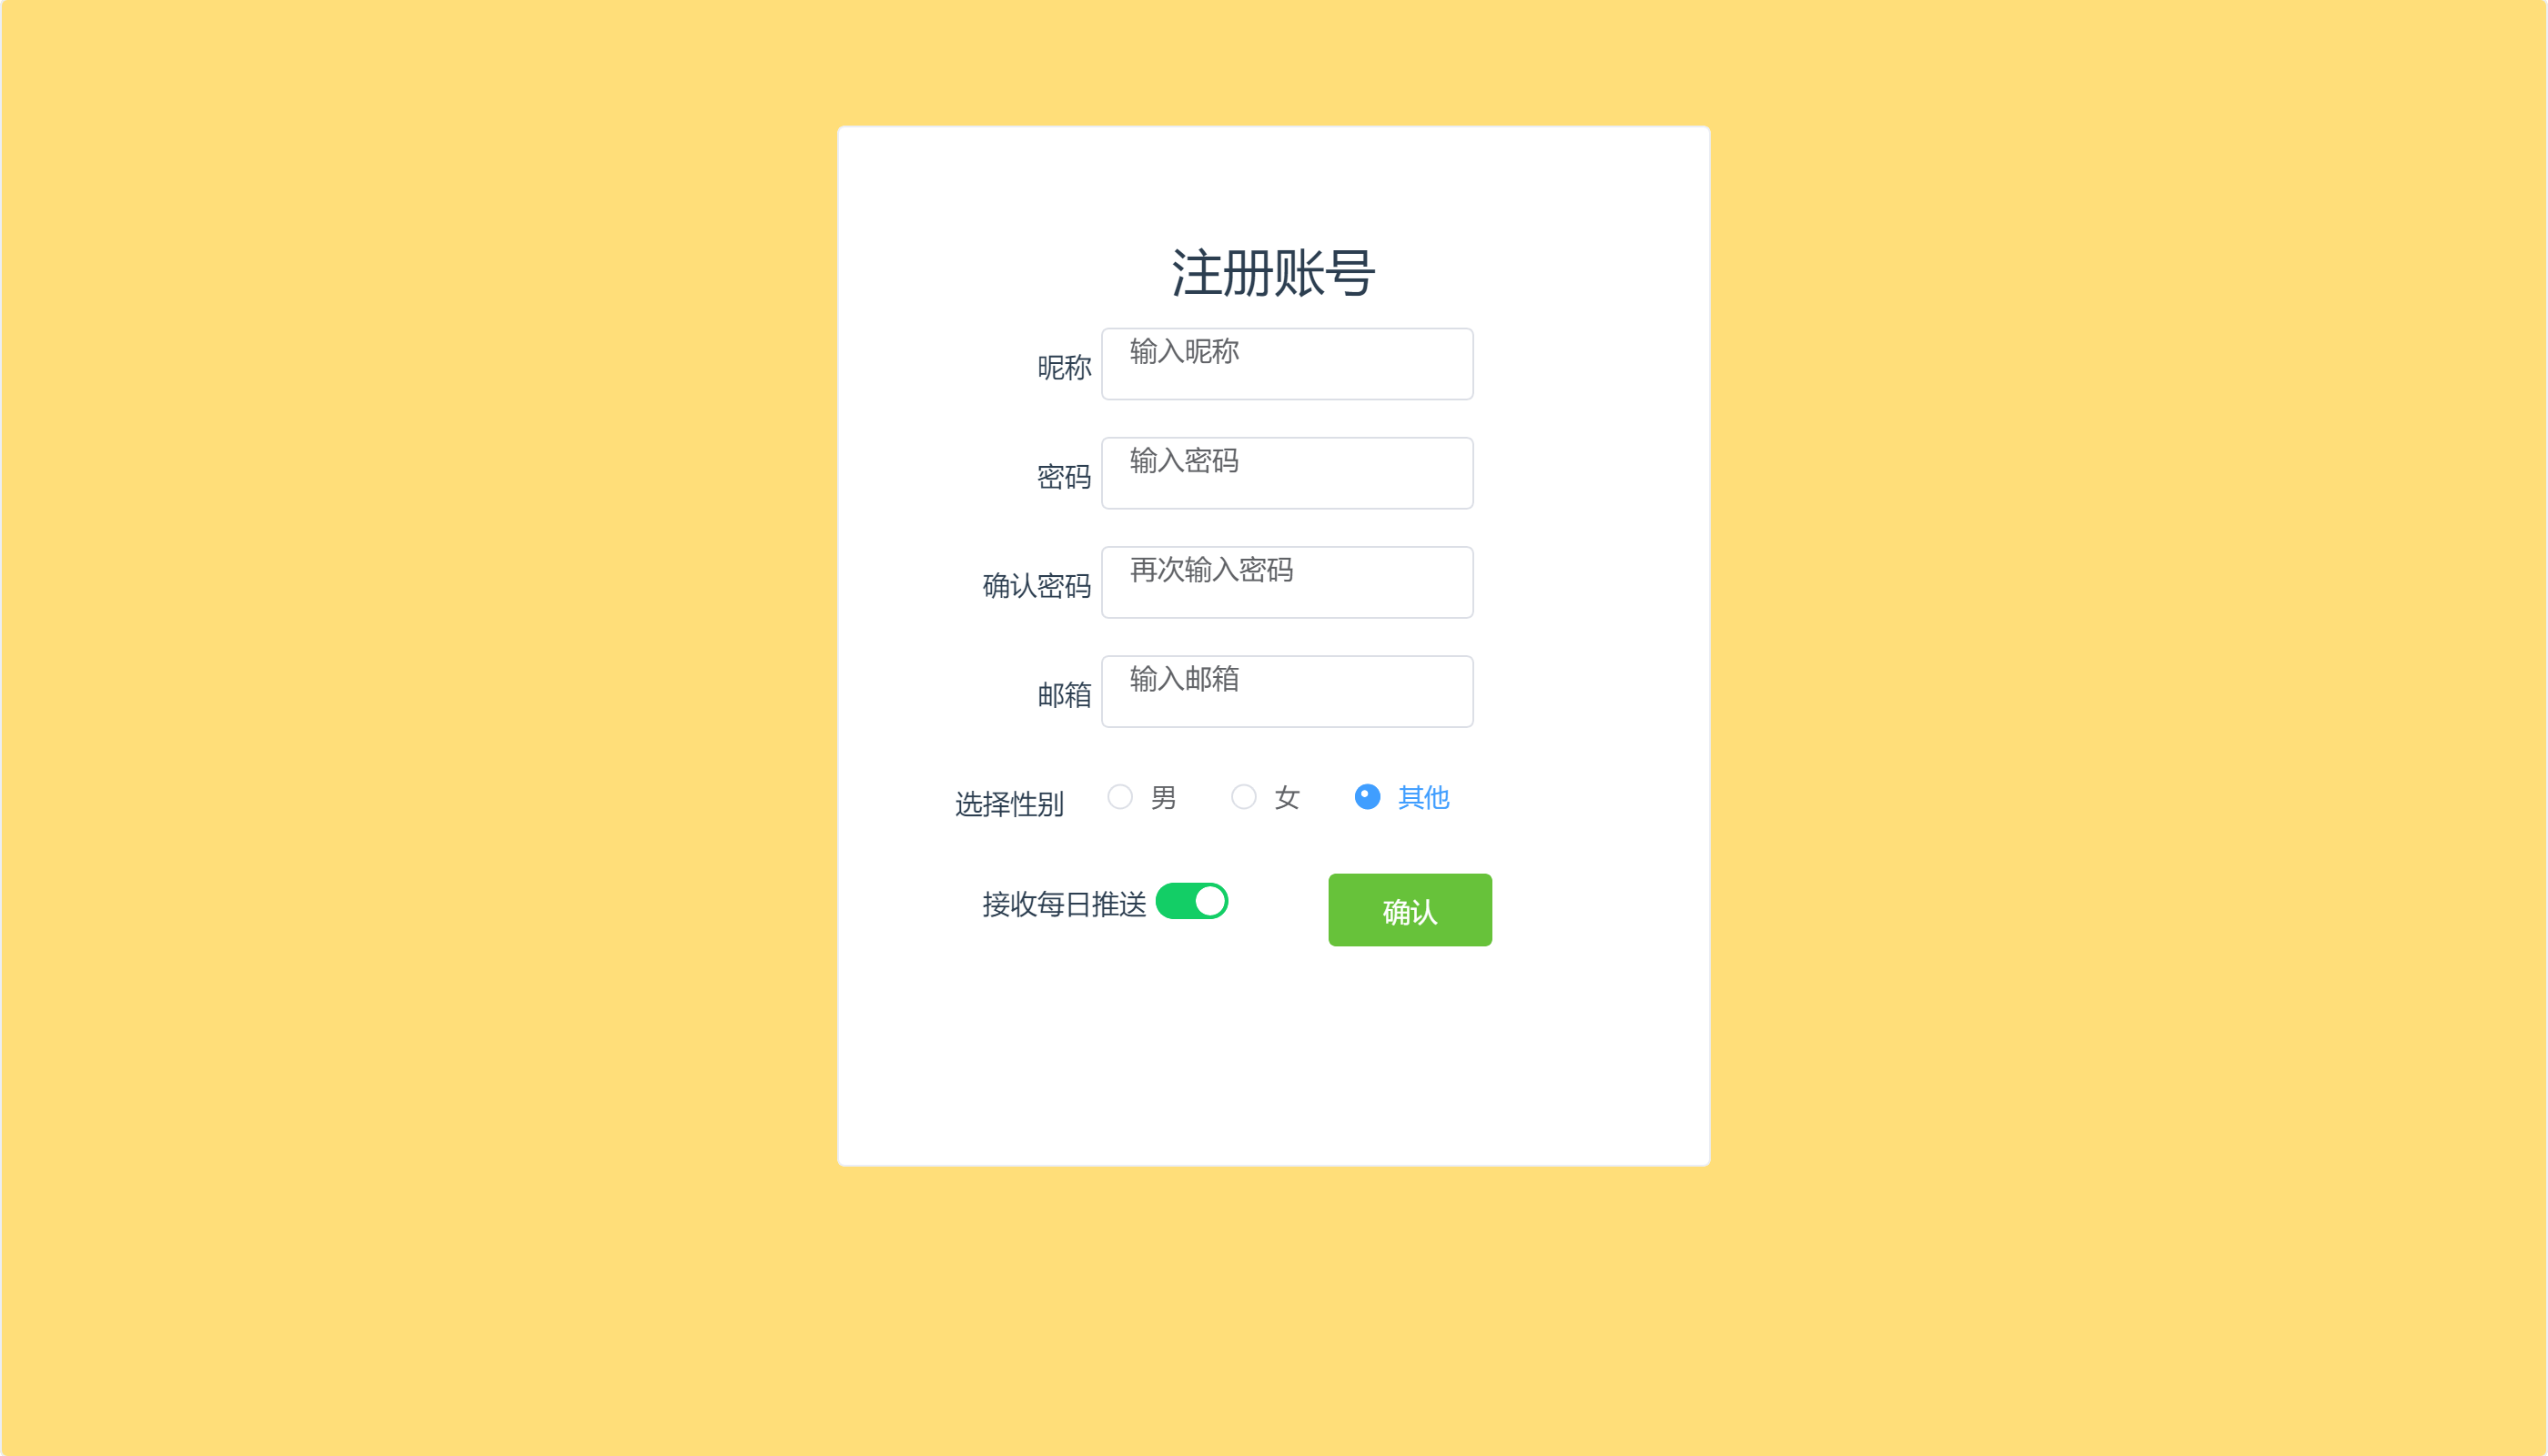 注册账号
昵称 输入昵称
密码 输入密码
确认密码 再次输入密码
邮箱 输入邮箱
选择性别 男 女 其他
接收每日推送 确认